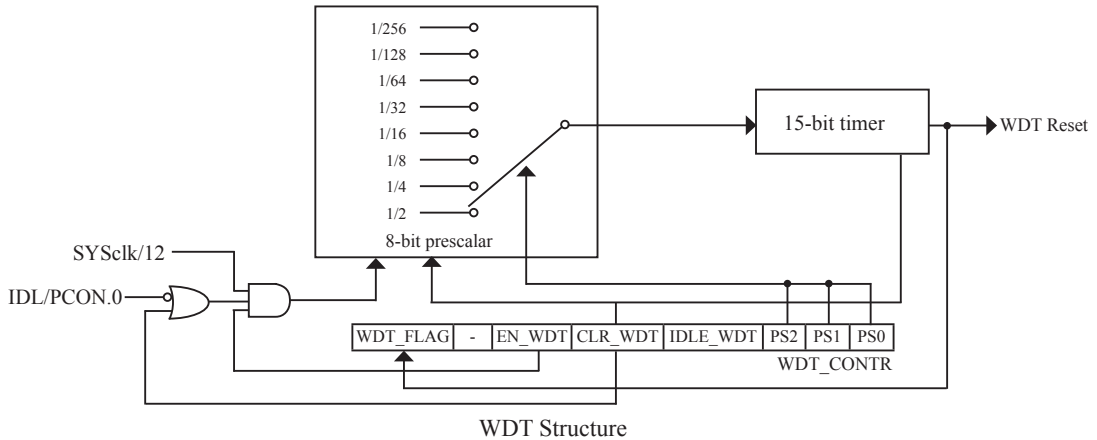 1/256
1/128
1/64
1/32
1/16
1/8
1/4
1/2
8-bit prescalar
15-bit timer
WDT Reset
SYSclk/12
IDL/PCON.0
WDT_FLAG - EN_WDT CLR_WDT IDLE_WDT PS2 PS1 PS0
WDT_CONTR
WDT Structure